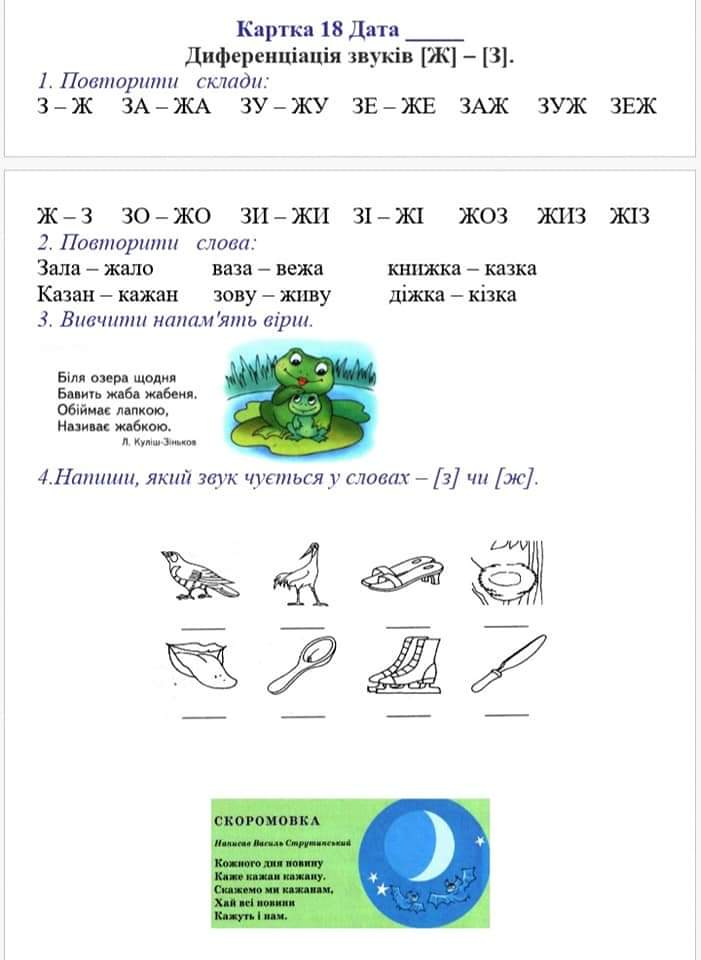 Картка 18 Дата _____
Диференціація звуків [Ж] – [З].
1. Повторити склади:
З – Ж ЗА – ЖА ЗУ – ЖУ ЗЕ – ЖЕ ЗАЖ ЗУЖ ЗЕЖ
Ж – З ЗО – ЖО ЗИ – ЖИ ЗІ – ЖІ ЖОЗ ЖИЗ ЖІЗ
2. Повторити слова:
Зала – жало ваза – вежа книжка – казка
Казан – кажан зову – живу діжка – кізка
3. Вивчити напам'ять вірш.
Біля озера щодня
Бавить жаба жабеня.
Обіймає лапкою,
Називає жабкою.
Л. Куліш-Зіньков
4.Напиши, який звук чується у словах – [з] чи [ж].
СКОРОМОВКА
Написав Василь Струтинський
Кожного дня новину
Каже кажан кажану.
Скажемо ми кажанам,
Хай всі новини
Кажуть і нам.